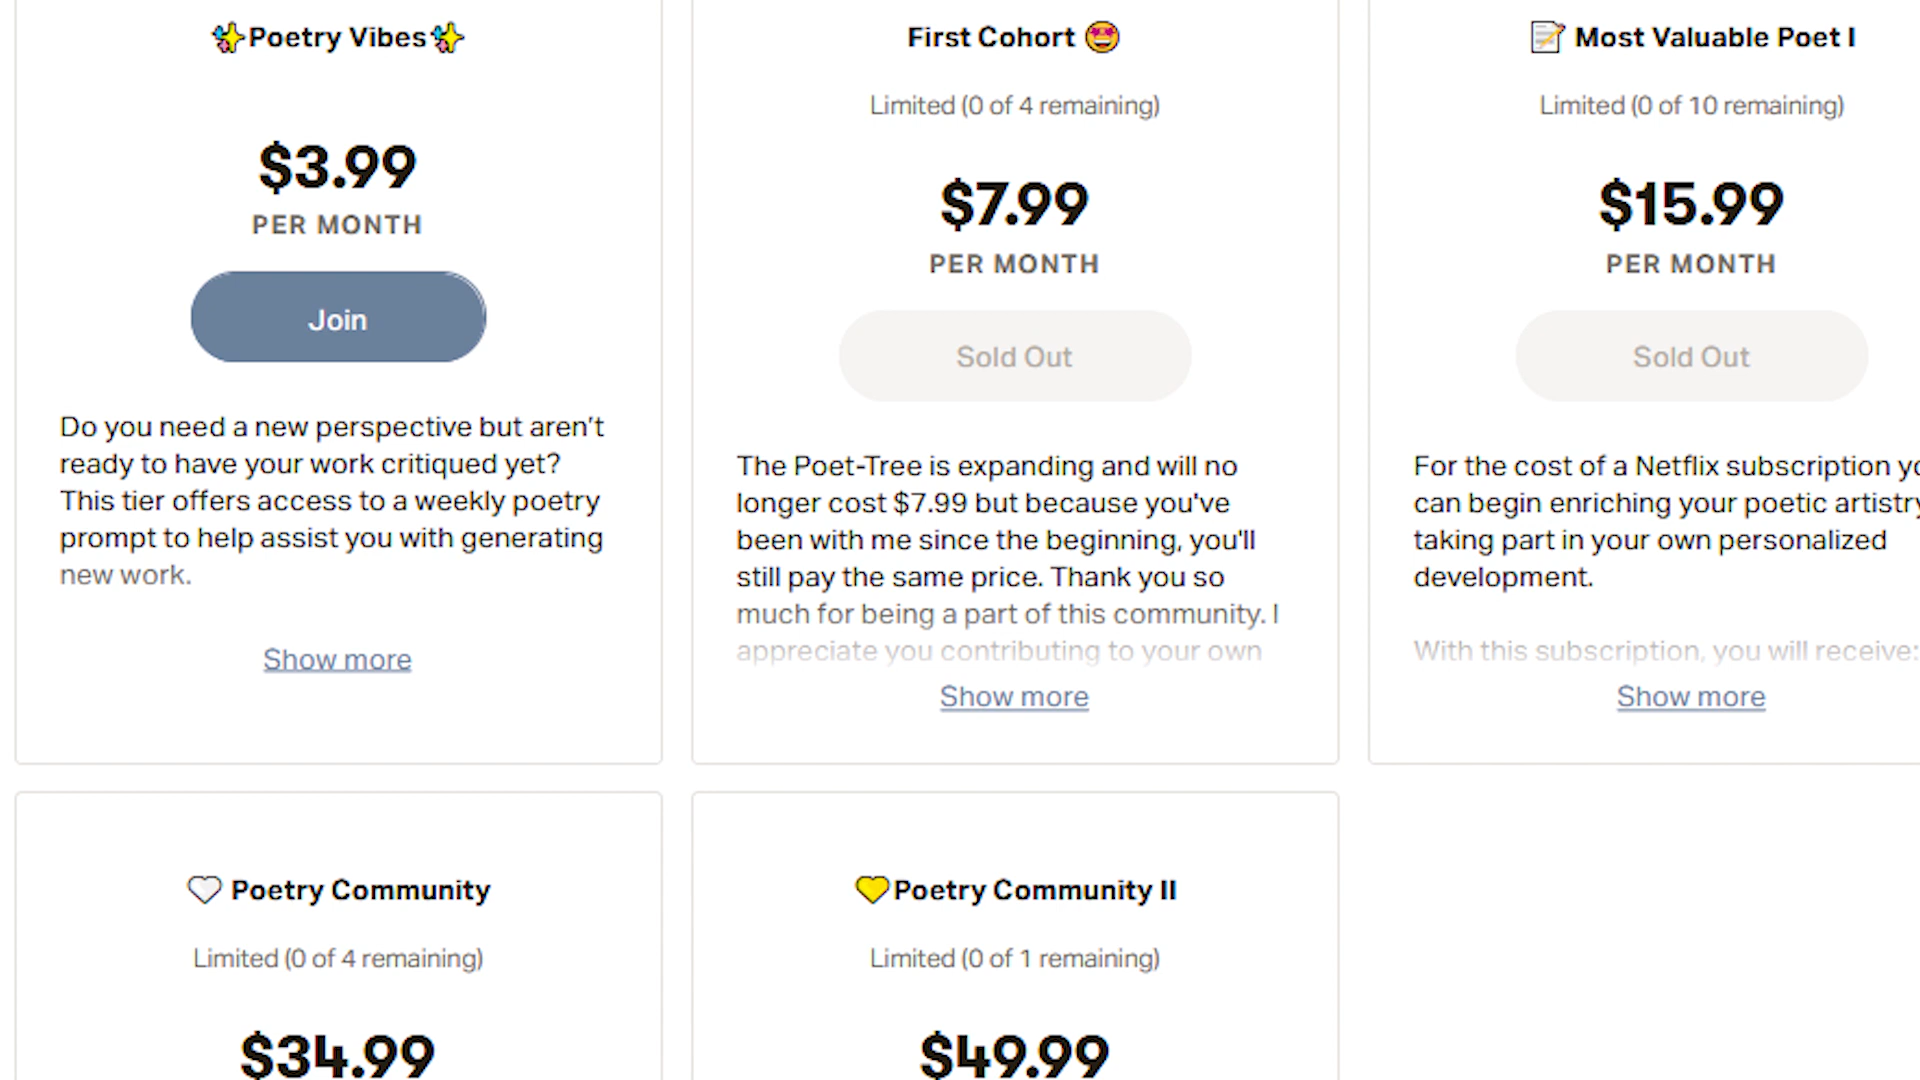 ✨Poetry Vibes✨
$3.99
PER MONTH
Join
Do you need a new perspective but aren't
ready to have your work critiqued yet?
This tier offers access to a weekly poetry
prompt to help assist you with generating
new work.
Show more
First Cohort 🤩
Limited (0 of 4 remaining)
$7.99
PER MONTH
Sold Out
The Poet-Tree is expanding and will no
longer cost $7.99 but because you've
been with me since the beginning, you'll
still pay the same price. Thank you so
much for being a part of this community. I
appreciate you contributing to your own
Show more
📝 Most Valuable Poet I
Limited (0 of 10 remaining)
$15.99
PER MONTH
Sold Out
For the cost of a Netflix subscription
can begin enriching your poetic artistry
taking part in your own personalized
development.
With this subscription, you will receive:
Show more
🤍 Poetry Community
Limited (0 of 4 remaining)
$34.99
💛Poetry Community II
Limited (0 of 1 remaining)
$49.99